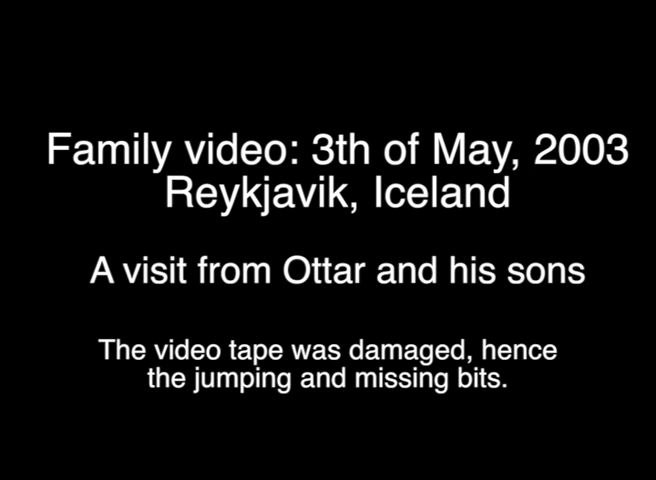 Family video: 3th of May, 2003
Reykjavik, Iceland
A visit from Ottar and his sons
The video tape was damaged, hence
the jumping and missing bits.